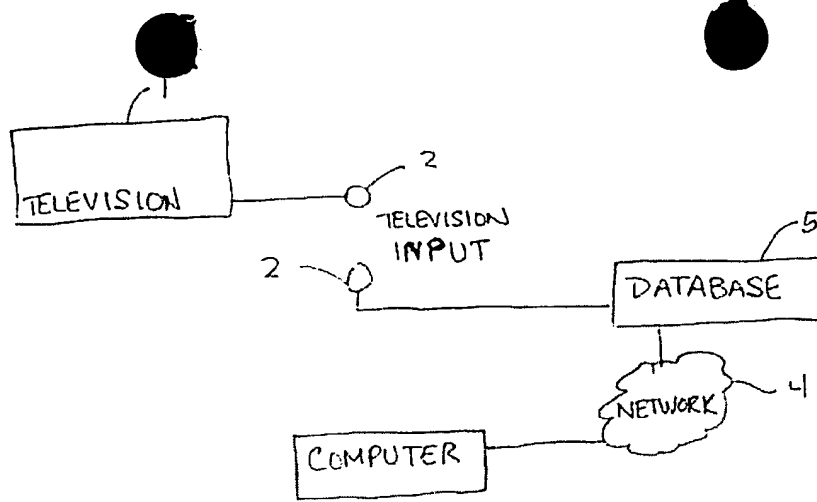 TELEVISION
2
TELEVISION
INPUT
2
5
DATABASE
NETWORK
4
COMPUTER